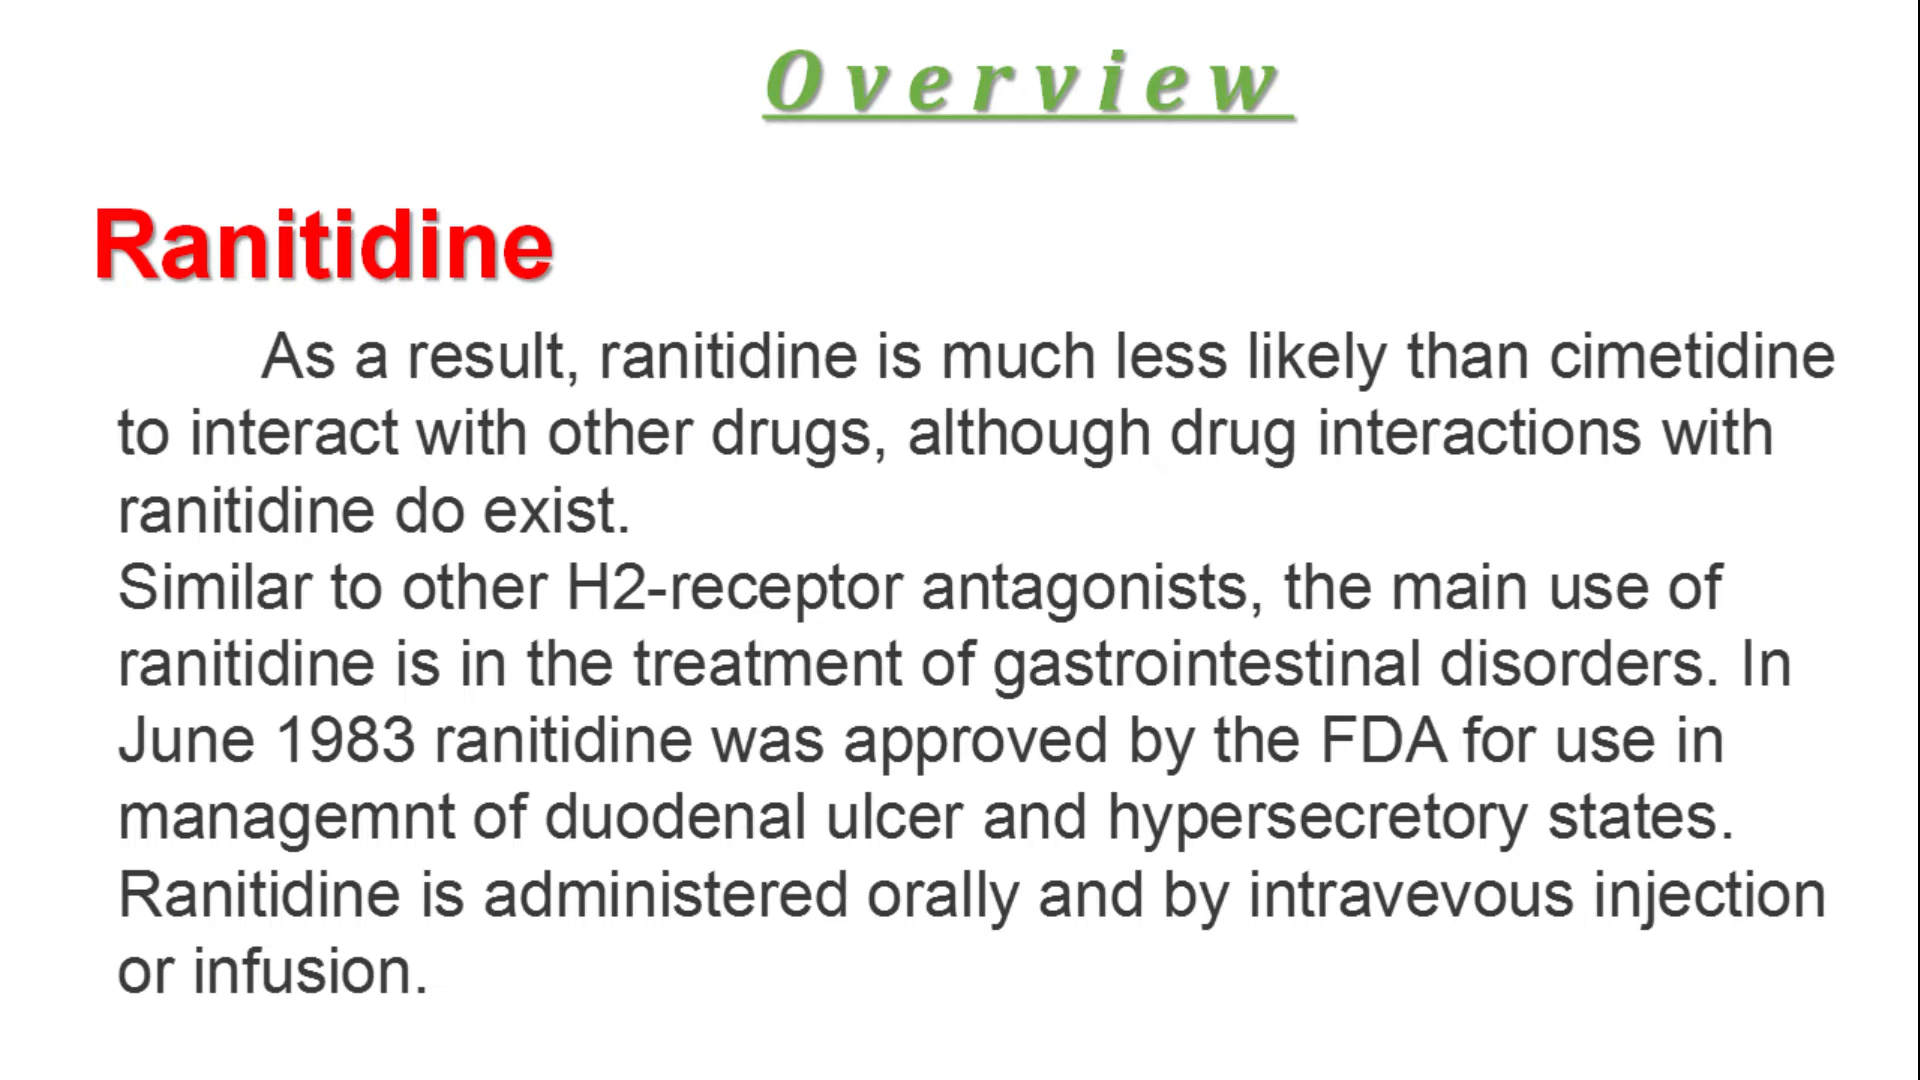 Overview
Ranitidine
As a result, ranitidine is much less likely than cimetidine
to interact with other drugs, although drug interactions with
ranitidine do exist.
Similar to other H2-receptor antagonists, the main use of
ranitidine is in the treatment of gastrointestinal disorders. In
June 1983 ranitidine was approved by the FDA for use in
managemnt of duodenal ulcer and hypersecretory states.
Ranitidine is administered orally and by intravevous injection
or infusion.